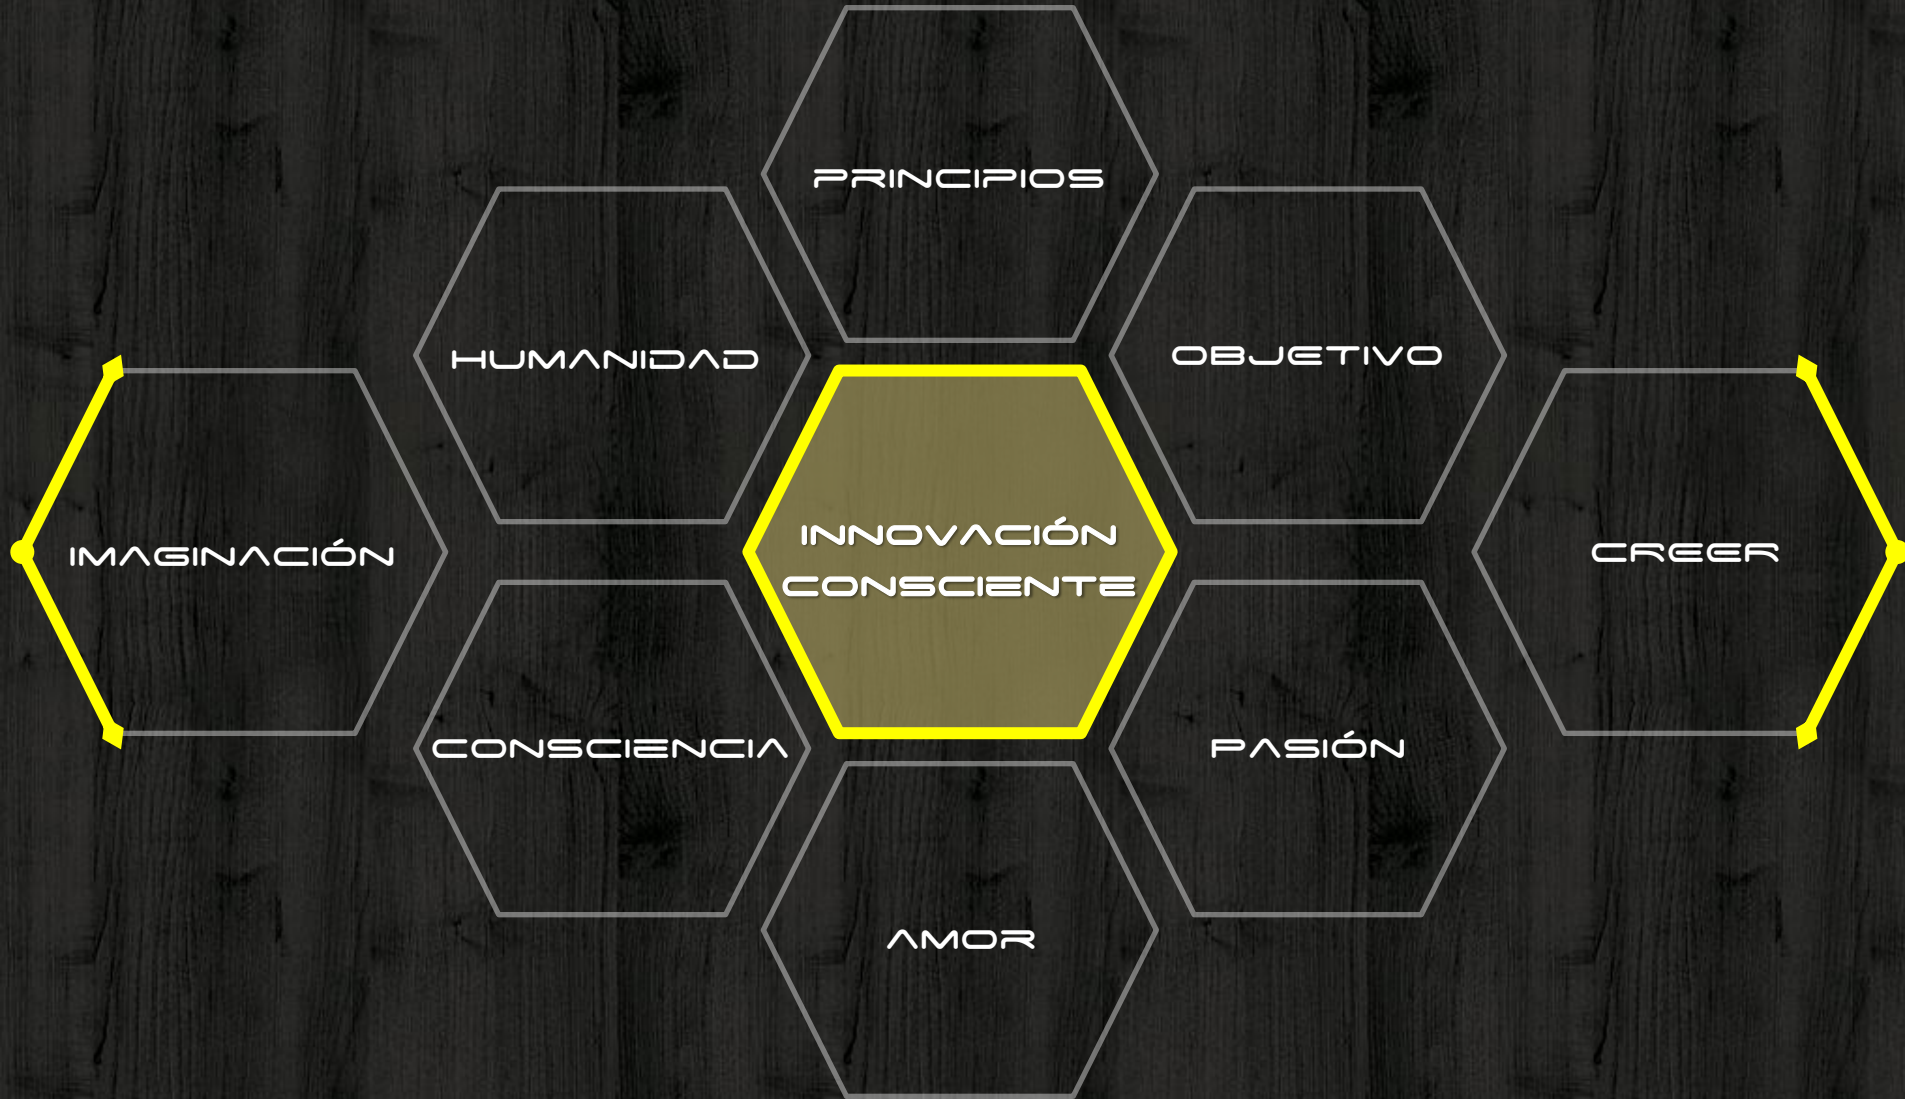 PRINCIPIOS
HUMANIDAD
OBJETIVO
IMAGINACIÓN
INNOVACIÓN
CONSCIENTE
CREER
CONSCIENCIA
PASIÓN
AMOR